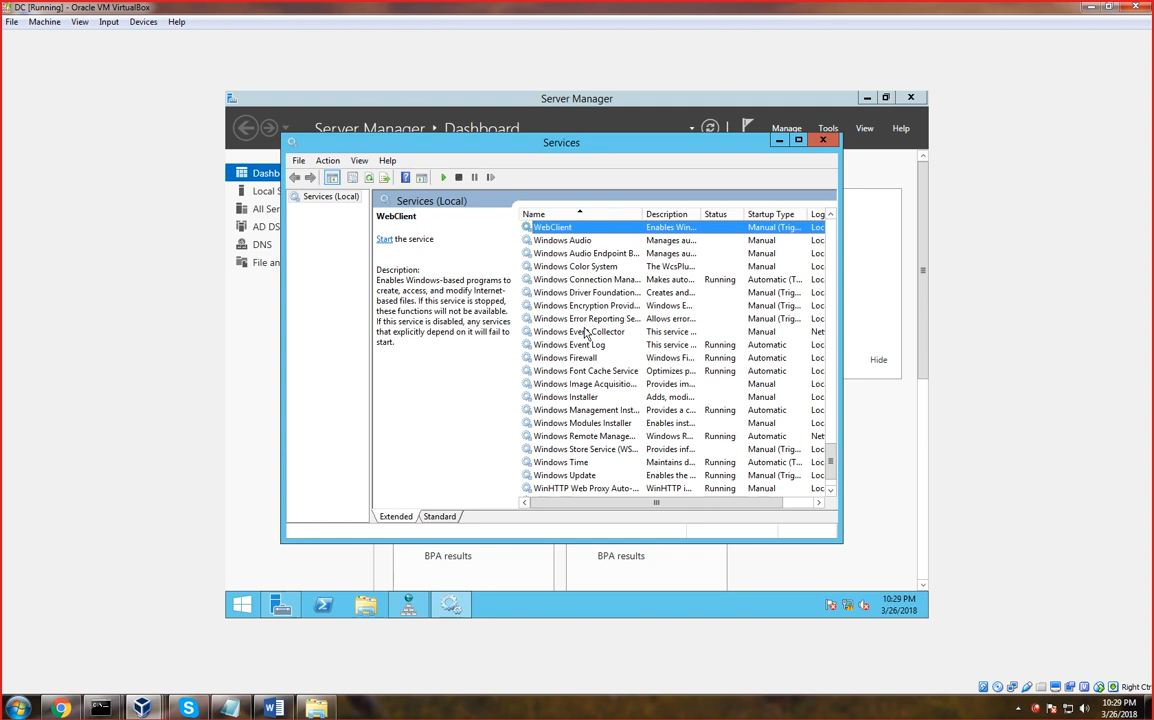 DC [Running] - Oracle VM VirtualBox
File Machine View Input Devices Help
Server Manager
Server Manager • Dashboard
Manage Tools View Help
Services
File Action View Help
Dashb
Local S
All Ser
AD DS
DNS
File an
Services (Local)
Services (Local)
WebClient
Start the service
Description:
Enables Windows-based programs to
create, access, and modify Internet-
based files. If this service is stopped,
these functions will not be available.
If this service is disabled, any services
that explicitly depend on it will fail to
start.
Name Description Status Startup Type Log
WebClient Enables Win... Manual (Trig... Loc
Windows Audio Manages au... Manual Loc
Windows Audio Endpoint B... Manages au... Manual Loc
Windows Color System The WcsPlu... Manual Loc
Windows Connection Mana... Makes auto... Running Automatic (T... Loc
Windows Driver Foundation... Creates and... Manual (Trig... Loc
Windows Encryption Provid... Windows E... Manual (Trig... Loc
Windows Error Reporting Se... Allows error... Manual (Trig... Loc
Windows Event Collector This service ... Manual Net
Windows Event Log This service ... Running Automatic Loc
Windows Firewall Windows Fi... Running Automatic Loc
Windows Font Cache Service Optimizes p... Running Automatic Loc
Windows Image Acquisitio... Provides im... Manual Loc
Windows Installer Adds, modi... Manual Loc
Windows Management Inst... Provides a c... Running Automatic Loc
Windows Modules Installer Enables inst... Manual Loc
Windows Remote Manage... Windows R... Running Automatic Net
Windows Store Service (WS... Provides inf... Manual (Trig... Loc
Windows Time Maintains d... Running Automatic (T... Loc
Windows Update Enables the ... Running Manual (Trig... Loc
WinHTTP Web Proxy Auto-... WinHTTP i... Running Manual Loc
Hide
Extended Standard
BPA results BPA results
10:29 PM
3/26/2018
Right Ctr
10:29 PM
3/26/2018